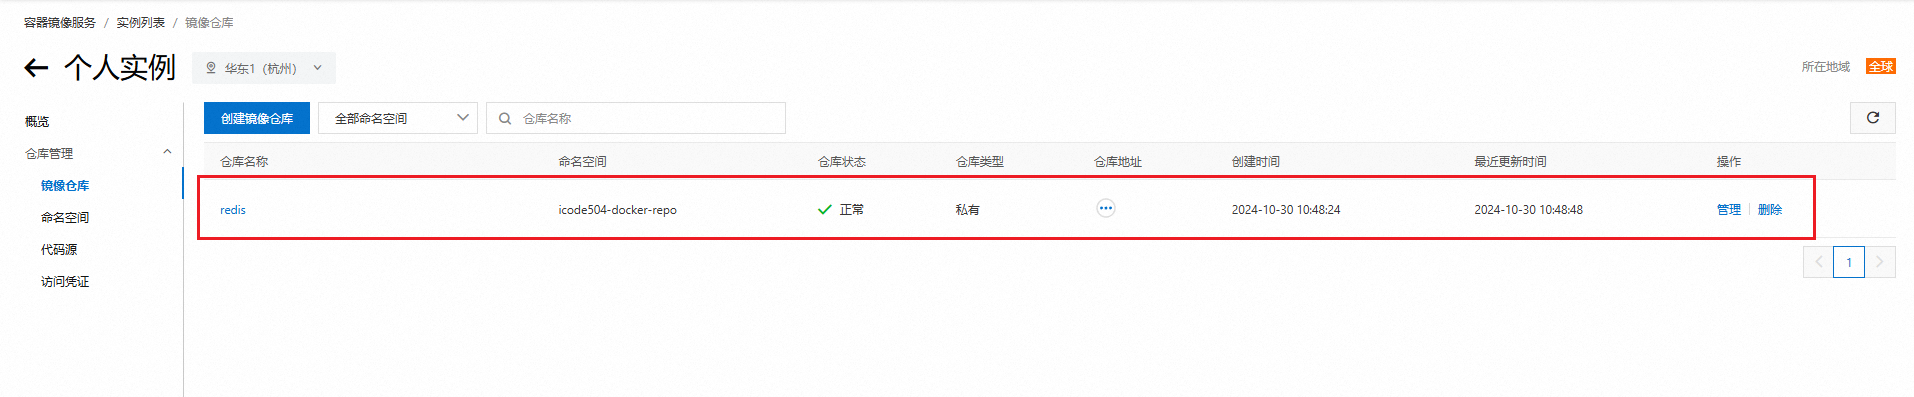 容器镜像服务 / 实例列表 / 镜像仓库
个人实例 华东1（杭州）
所在地域 全球
概览
仓库管理
镜像仓库
命名空间
代码源
访问凭证
创建镜像仓库 全部命名空间 仓库名称
仓库名称 命名空间 仓库状态 仓库类型 仓库地址 创建时间 最近更新时间 操作
redis icode504-docker-repo 正常 私有 2024-10-30 10:48:24 2024-10-30 10:48:48 管理 删除
1